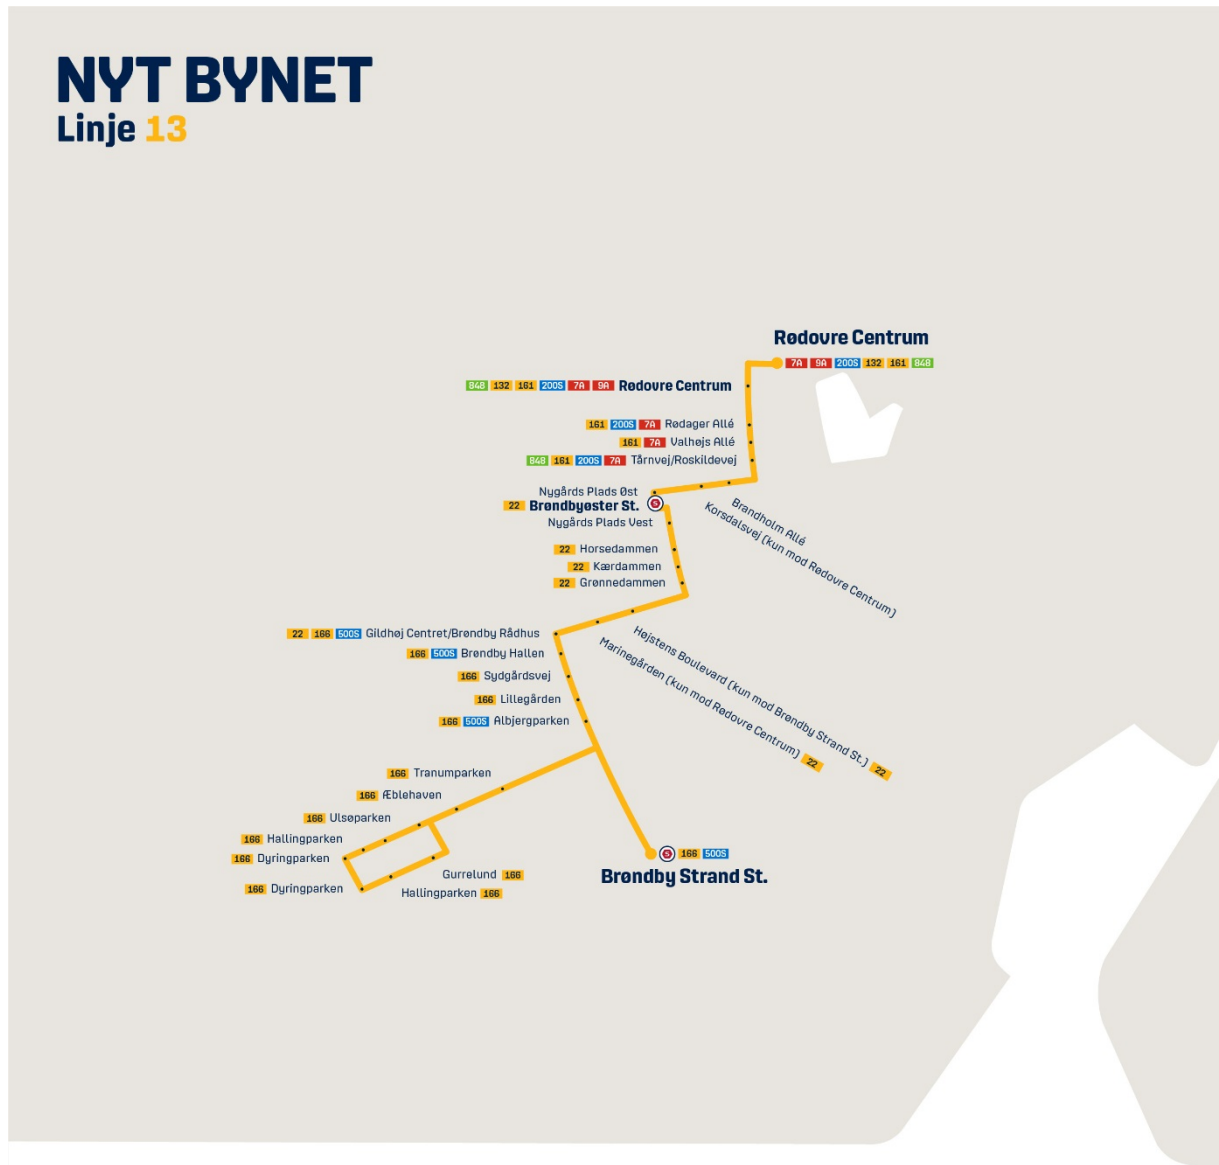 NYT BYNET
Linje 13
Rødovre Centrum
7A 9A 200S 132 161 848
848 132 161 200S 7A 9A Rødovre Centrum
161 200S 7A Rødager Allé
161 7A Valhøjs Allé
848 161 200S 7A Tårnvej/Roskildevej
Nygårds Plads Øst
22 Brøndbyøster St.
Nygårds Plads Vest
Brandholm Allé
Korsdalsvej (kun mod Rødovre Centrum)
22 Horsedammen
22 Kærdammen
22 Grønnedammen
22 166 500S Gildhøj Centret/Brøndby Rådhus
Højstens Boulevard (kun mod Brøndby Strand St.) 22
Marinegården (kun mod Rødovre Centrum) 22
166 500S Brøndby Hallen
166 Sydgårdsvej
166 Lillegården
166 500S Albjergparken
166 Tranumparken
166 Æblehaven
166 Ulsøparken
166 Hallingparken
166 Dyringparken
166 Dyringparken
Gurrelund 166
Hallingparken 166
S 166 500S
Brøndby Strand St.